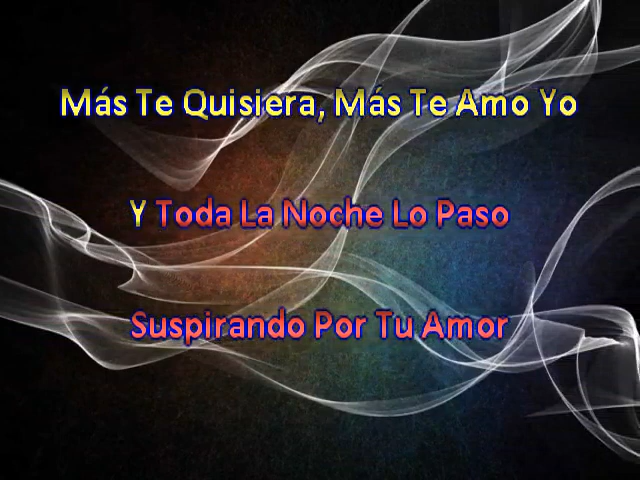 Más Te Quisiera, Más Te Amo Yo
Y Toda La Noche Lo Paso
Suspirando Por Tu Amor